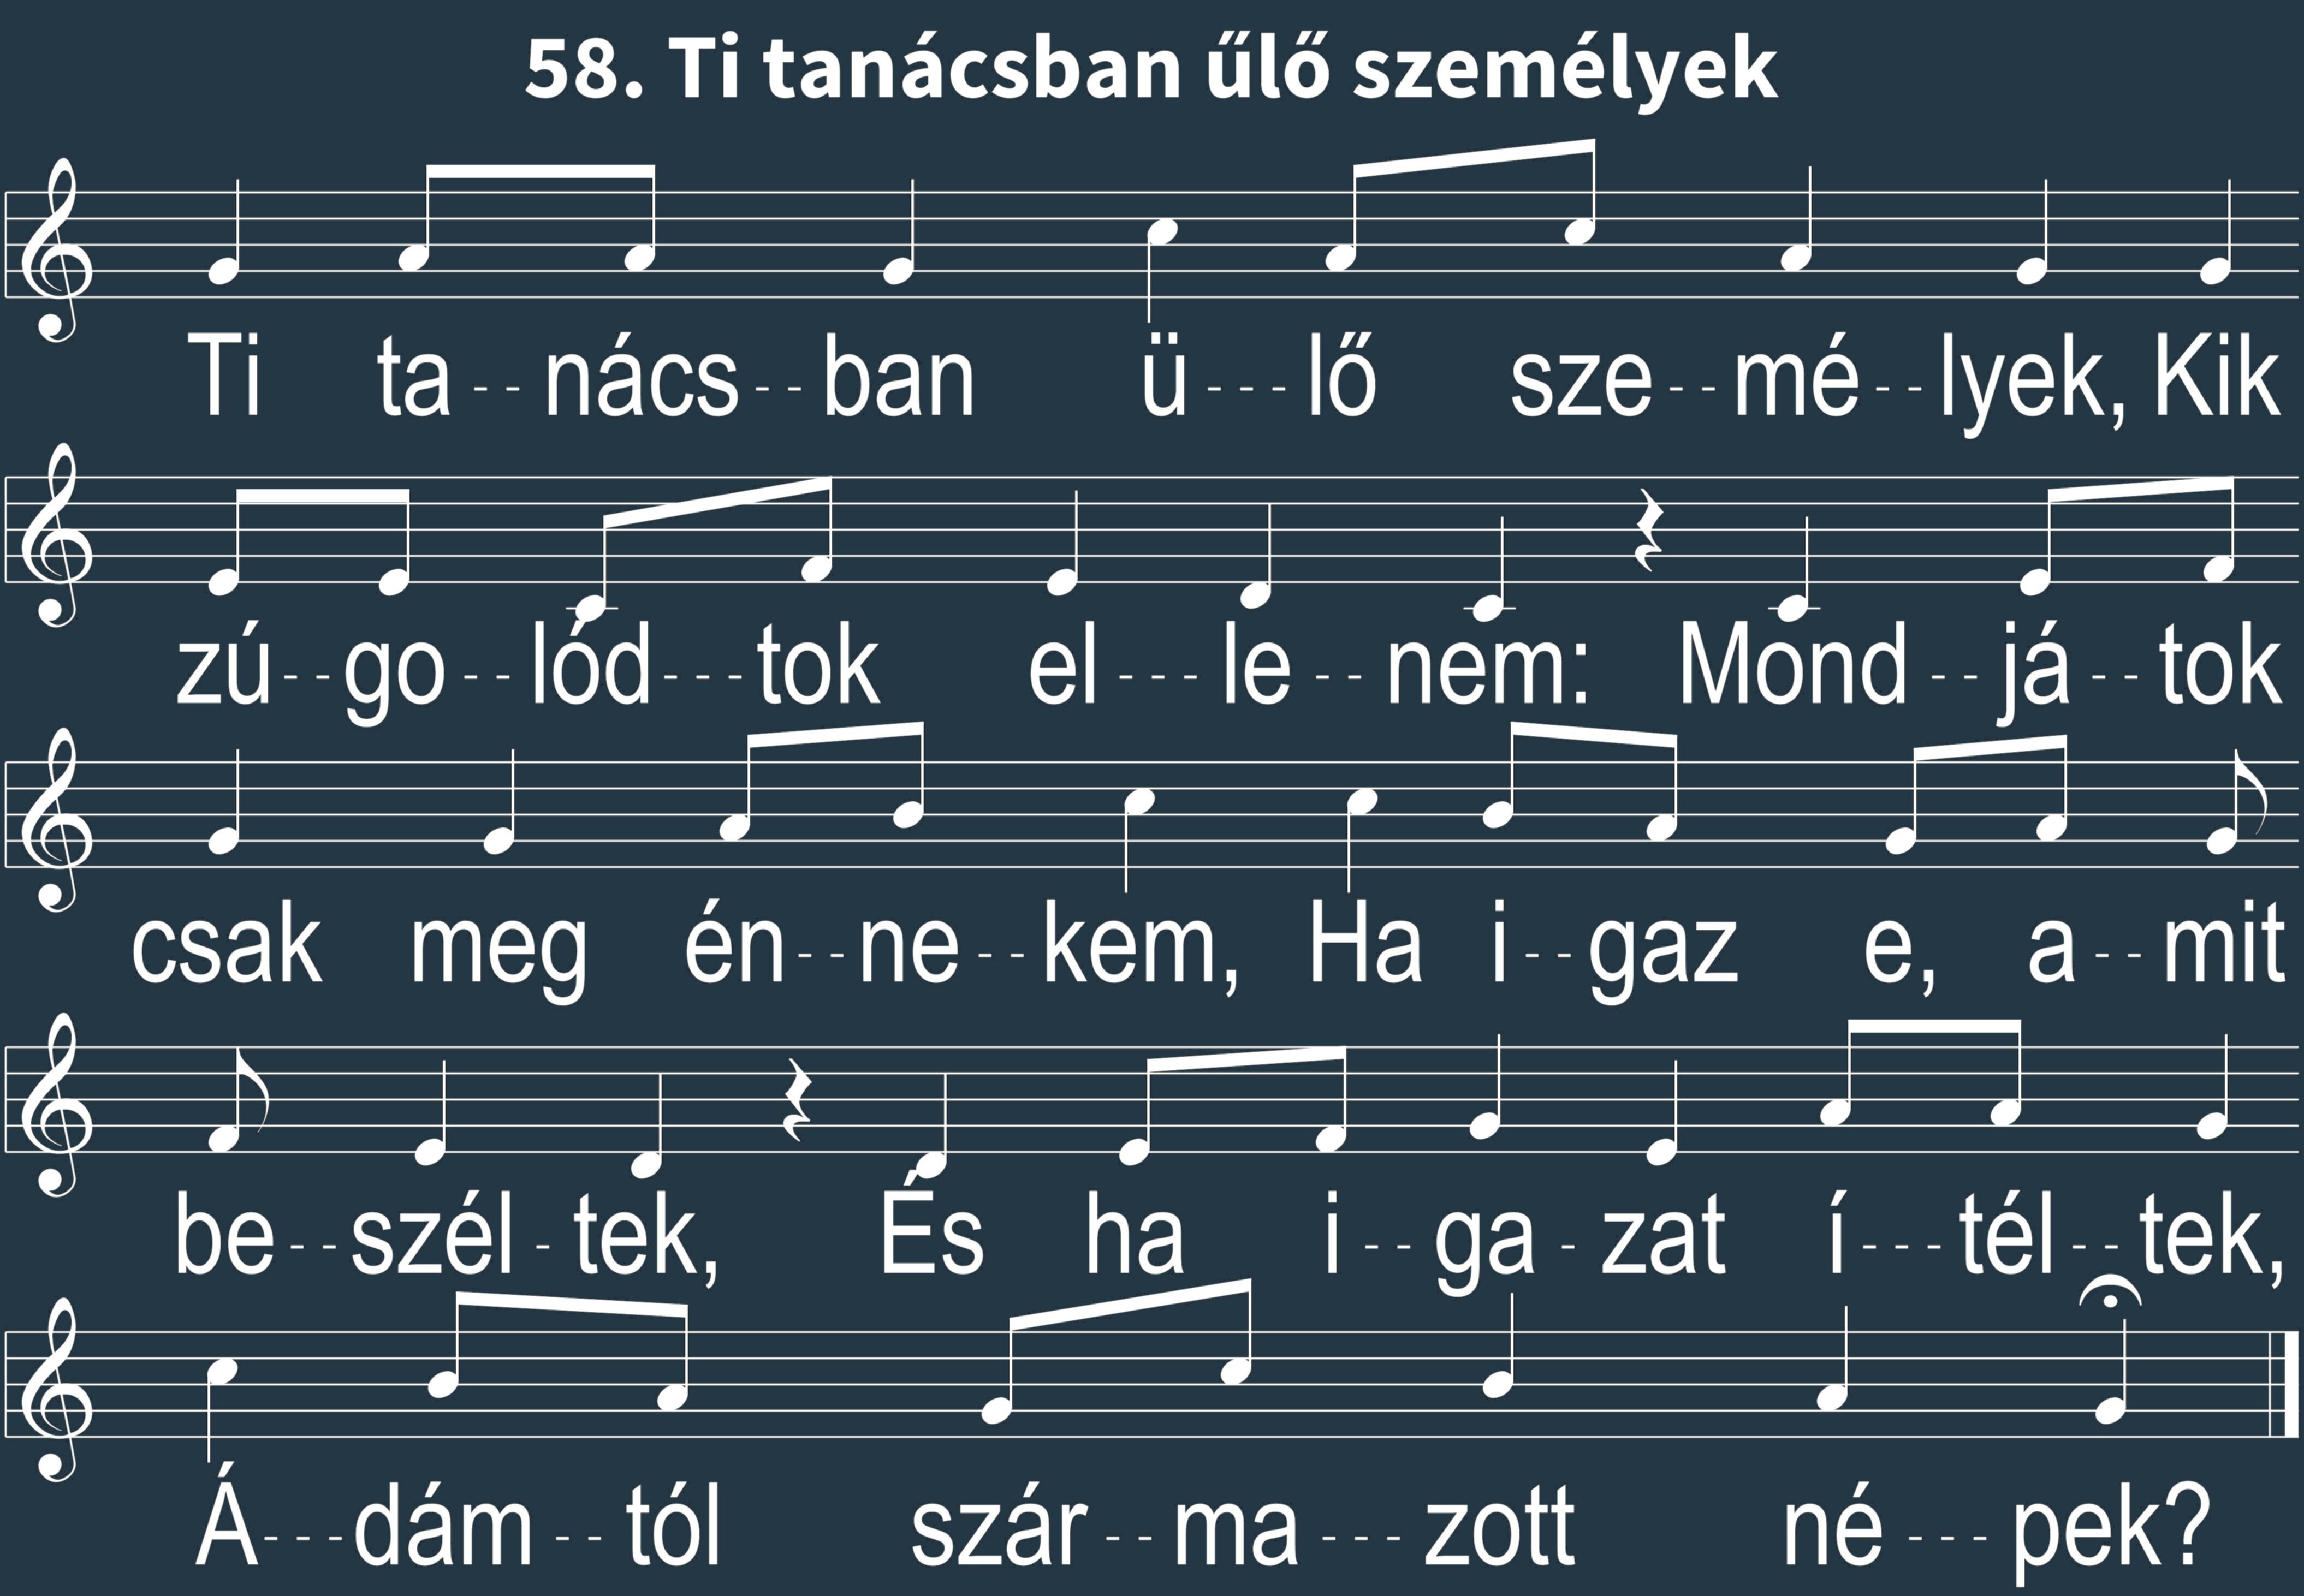 58. Ti tanácsban űlő személyek
Ti ta--nács--ban ü---lő sze--mé--lyek, Kik
zú--go--lód---tok el---le--nem: Mond--já--tok
csak meg én--ne--kem, Ha i--gaz e, a--mit
be--szél-tek, És ha i--ga-zat í---tél--tek,
Á---dám--tól szár--ma---zott né---pek?